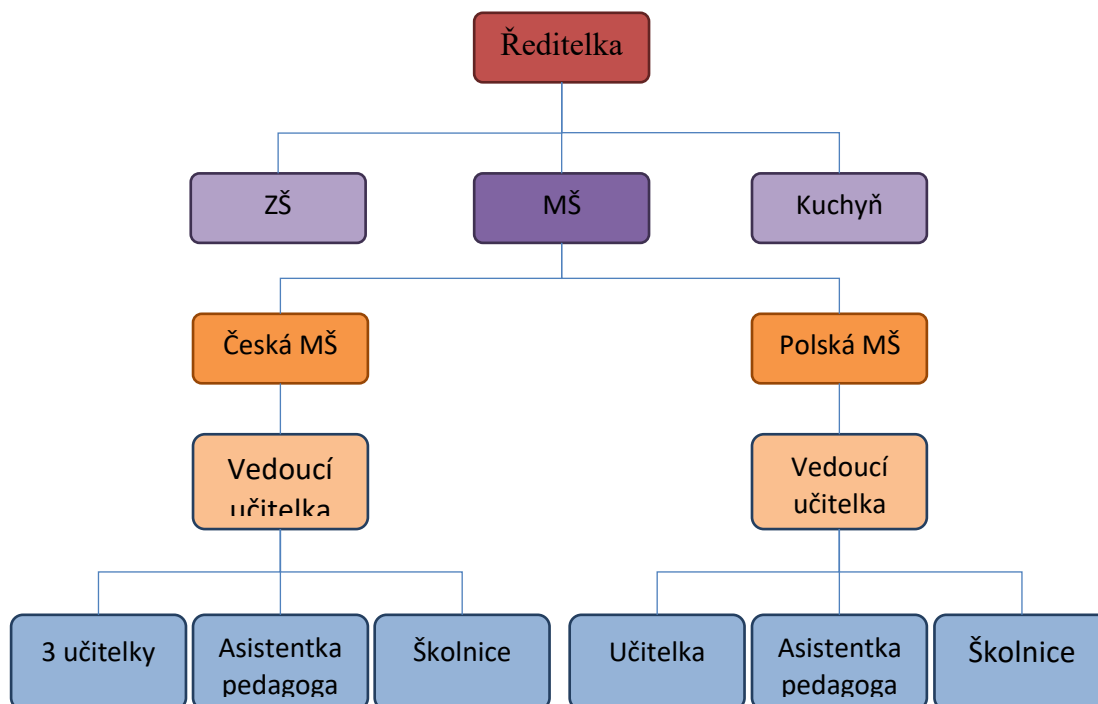 Ředitelka
ZŠ
MŠ
Kuchyň
Česká MŠ
Polská MŠ
Vedoucí
učitelka
Vedoucí
učitelka
3 učitelky
Asistentka
pedagoga
Školnice
Učitelka
Asistentka
pedagoga
Školnice